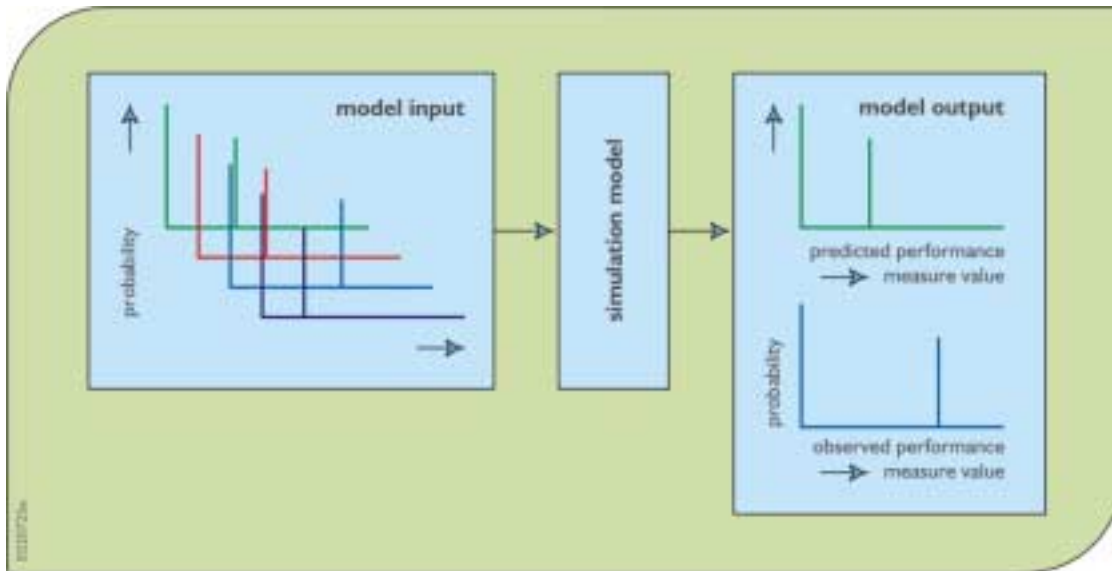 model input
probability
simulation model
model output
predicted performance
measure value
probability
observed performance
measure value